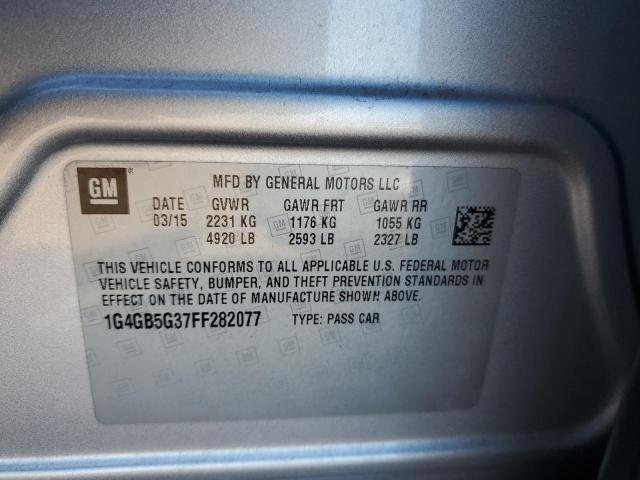 GM
MFD BY GENERAL MOTORS LLC
DATE GVWR GAWR FRT GAWR RR
03/15 2231 KG 1176 KG 1055 KG
4920 LB 2593 LB 2327 LB
THIS VEHICLE CONFORMS TO ALL APPLICABLE U.S. FEDERAL MOTOR
VEHICLE SAFETY, BUMPER, AND THEFT PREVENTION STANDARDS IN
EFFECT ON THE DATE OF MANUFACTURE SHOWN ABOVE.
1G4GB5G37FF282077 TYPE: PASS CAR